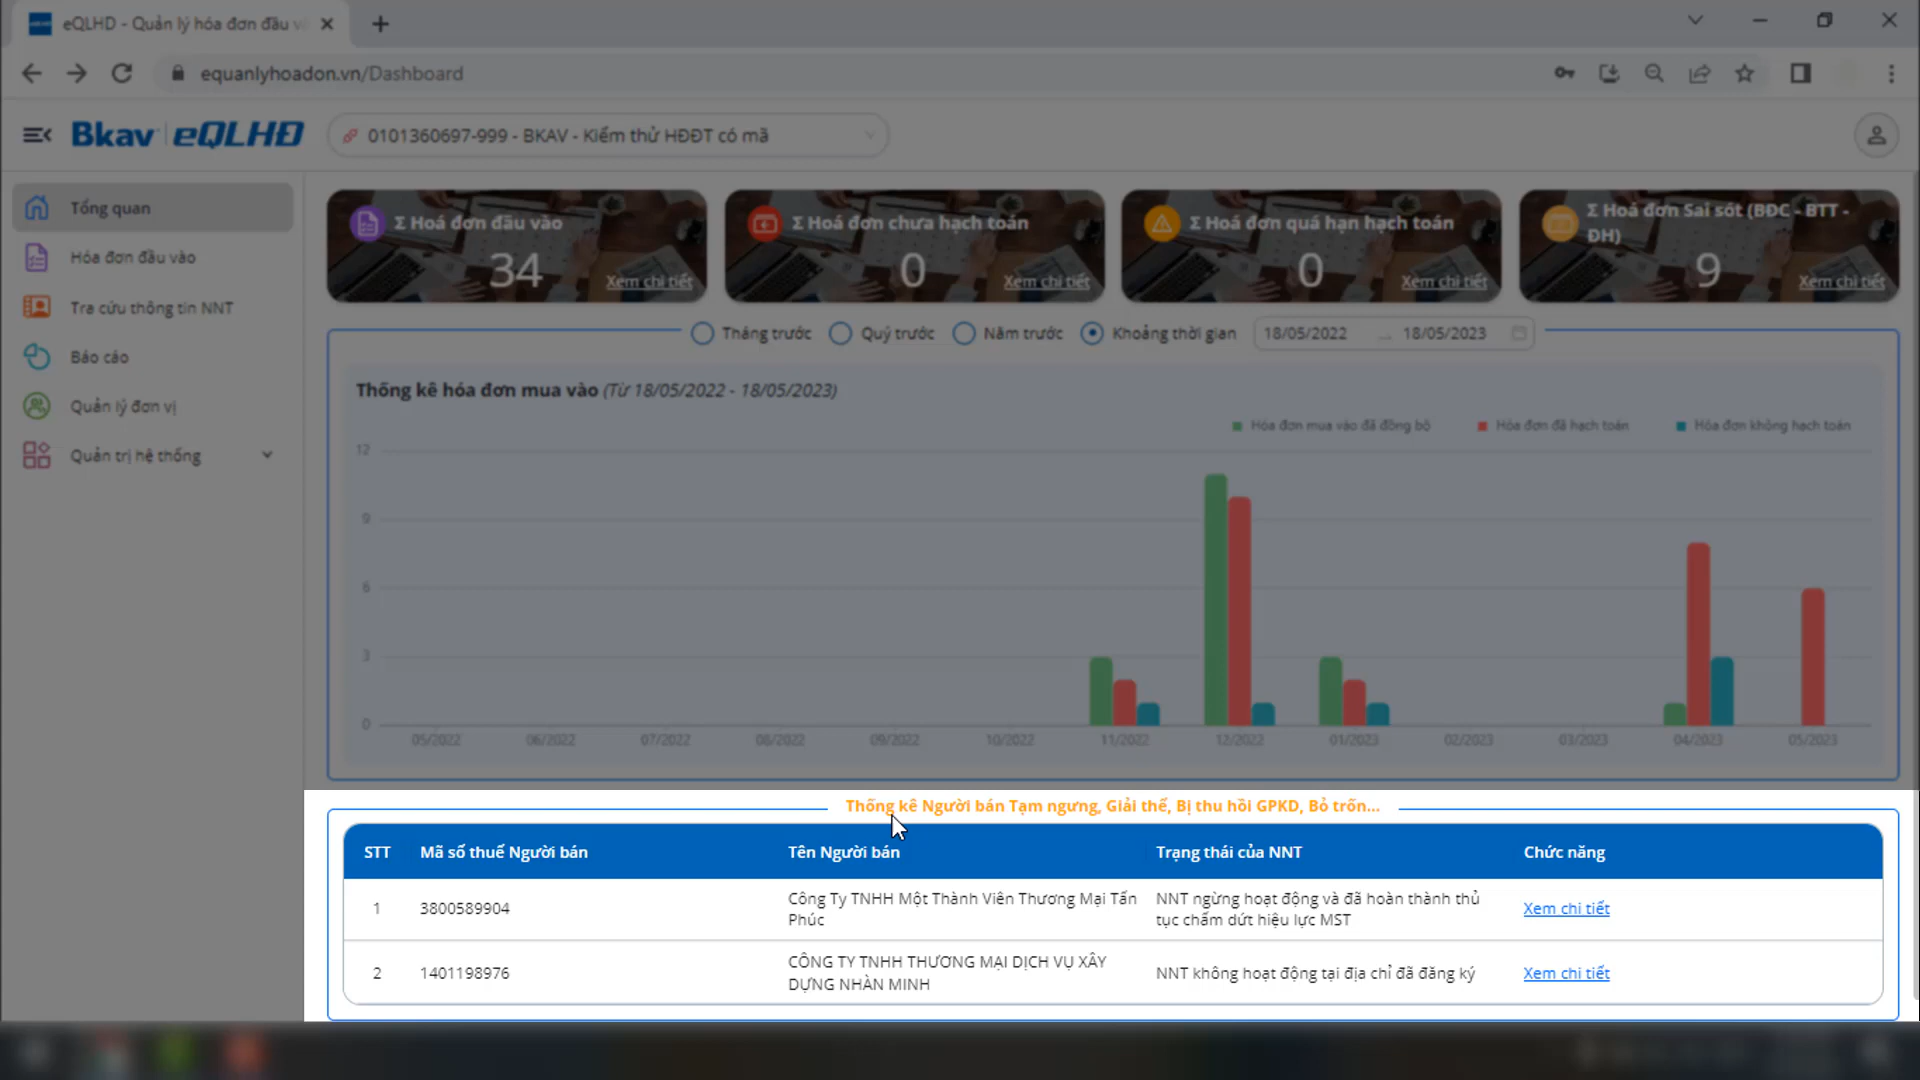 eQLHD - Quản lý hóa đơn đầu v
equanlyhoadon.vn/Dashboard
Bkav eQLHĐ
0101360697-999 - BKAV - Kiểm thử HĐĐT có mã
Tổng quan
Hóa đơn đầu vào
Tra cứu thông tin NNT
Báo cáo
Quản lý đơn vị
Quản trị hệ thống
Σ Hoá đơn đầu vào
34
Xem chi tiết
Σ Hoá đơn chưa hạch toán
0
Xem chi tiết
Σ Hoá đơn quá hạn hạch toán
0
Xem chi tiết
Σ Hoá đơn Sai sót (BĐC - BTT -
ĐH)
9
Xem chi tiết
Tháng trước Quý trước Năm trước Khoảng thời gian 18/05/2022 18/05/2023
Thống kê hóa đơn mua vào (Từ 18/05/2022 - 18/05/2023)
Hóa đơn mua vào đã đồng bộ Hóa đơn đã hạch toán Hóa đơn không hạch toán
12
9
6
3
0
05/2022 06/2022 07/2022 08/2022 09/2022 10/2022 11/2022 12/2022 01/2023 02/2023 03/2023 04/2023 05/2023
Thống kê Người bán Tạm ngưng, Giải thể, Bị thu hồi GPKD, Bỏ trốn...
STT Mã số thuế Người bán Tên Người bán Trạng thái của NNT Chức năng
1 3800589904 Công Ty TNHH Một Thành Viên Thương Mại Tấn Phúc NNT ngừng hoạt động và đã hoàn thành thủ tục chấm dứt hiệu lực MST Xem chi tiết
2 1401198976 CÔNG TY TNHH THƯƠNG MẠI DỊCH VỤ XÂY DỰNG NHÀN MINH NNT không hoạt động tại địa chỉ đã đăng ký Xem chi tiết